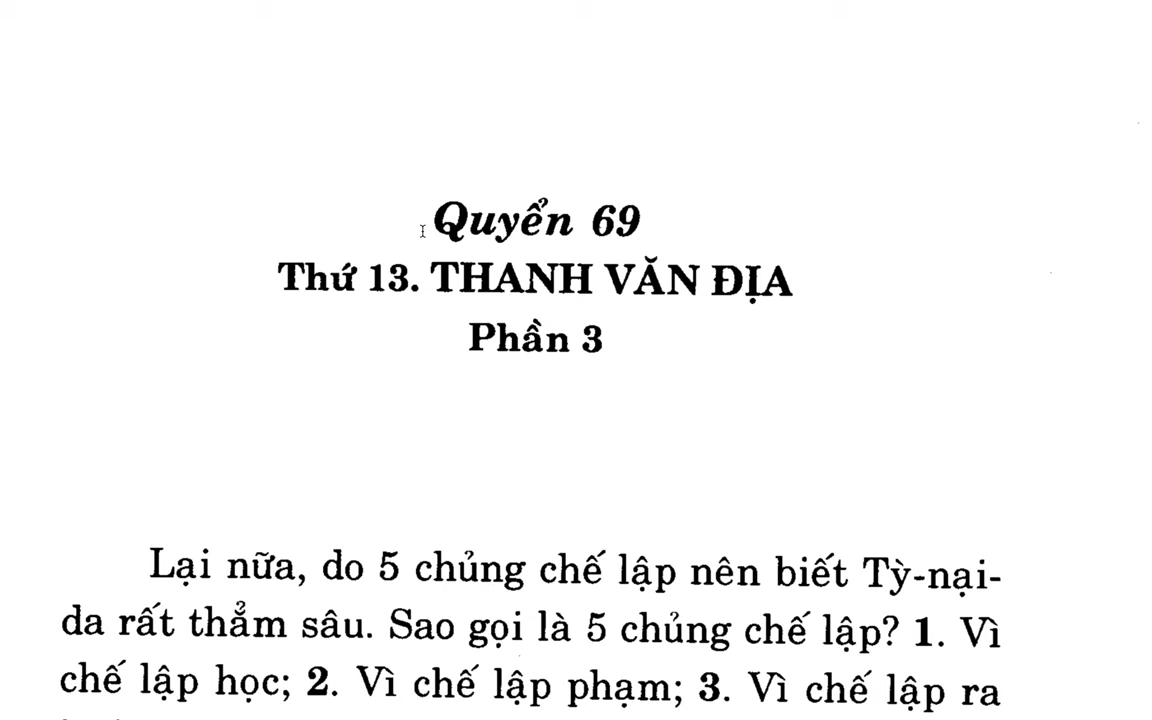 Quyển 69
Thứ 13. THANH VĂN ĐỊA
Phần 3
Lại nữa, do 5 chủng chế lập nên biết Tỳ-nại-
da rất thẳm sâu. Sao gọi là 5 chủng chế lập? 1. Vì
chế lập học; 2. Vì chế lập phạm; 3. Vì chế lập ra